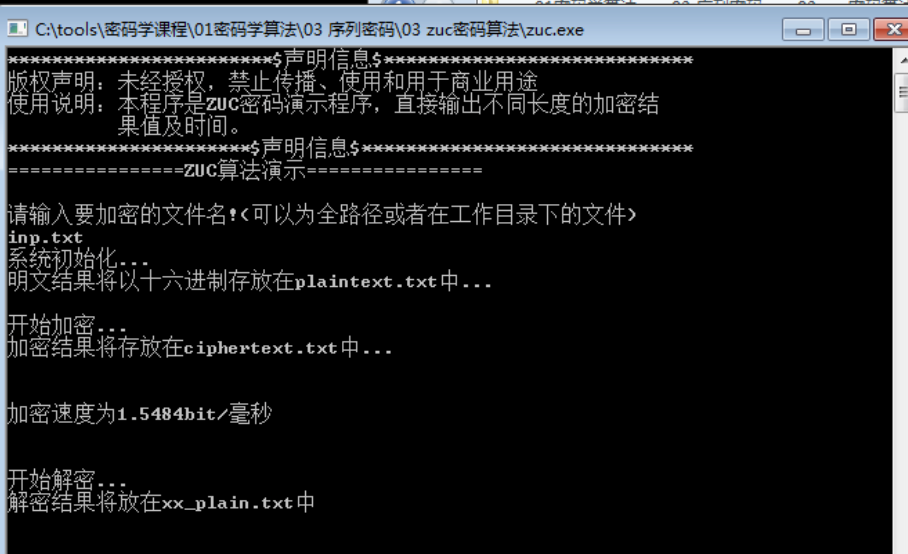 C:\tools\密码学课程\01密码学算法\03 序列密码\03 zuc密码算法\zuc.exe
************************$声明信息$****************************
版权声明：未经授权，禁止传播、使用和用于商业用途
使用说明：本程序是ZUC密码演示程序，直接输出不同长度的加密结
果值及时间。
**********************$声明信息$******************************
================ZUC算法演示================
请输入要加密的文件名!(可以为全路径或者在工作目录下的文件)
inp.txt
系统初始化...
明文结果将以十六进制存放在plaintext.txt中...
开始加密...
加密结果将存放在ciphertext.txt中...
加密速度为1.5484bit/毫秒
开始解密...
解密结果将放在xx_plain.txt中